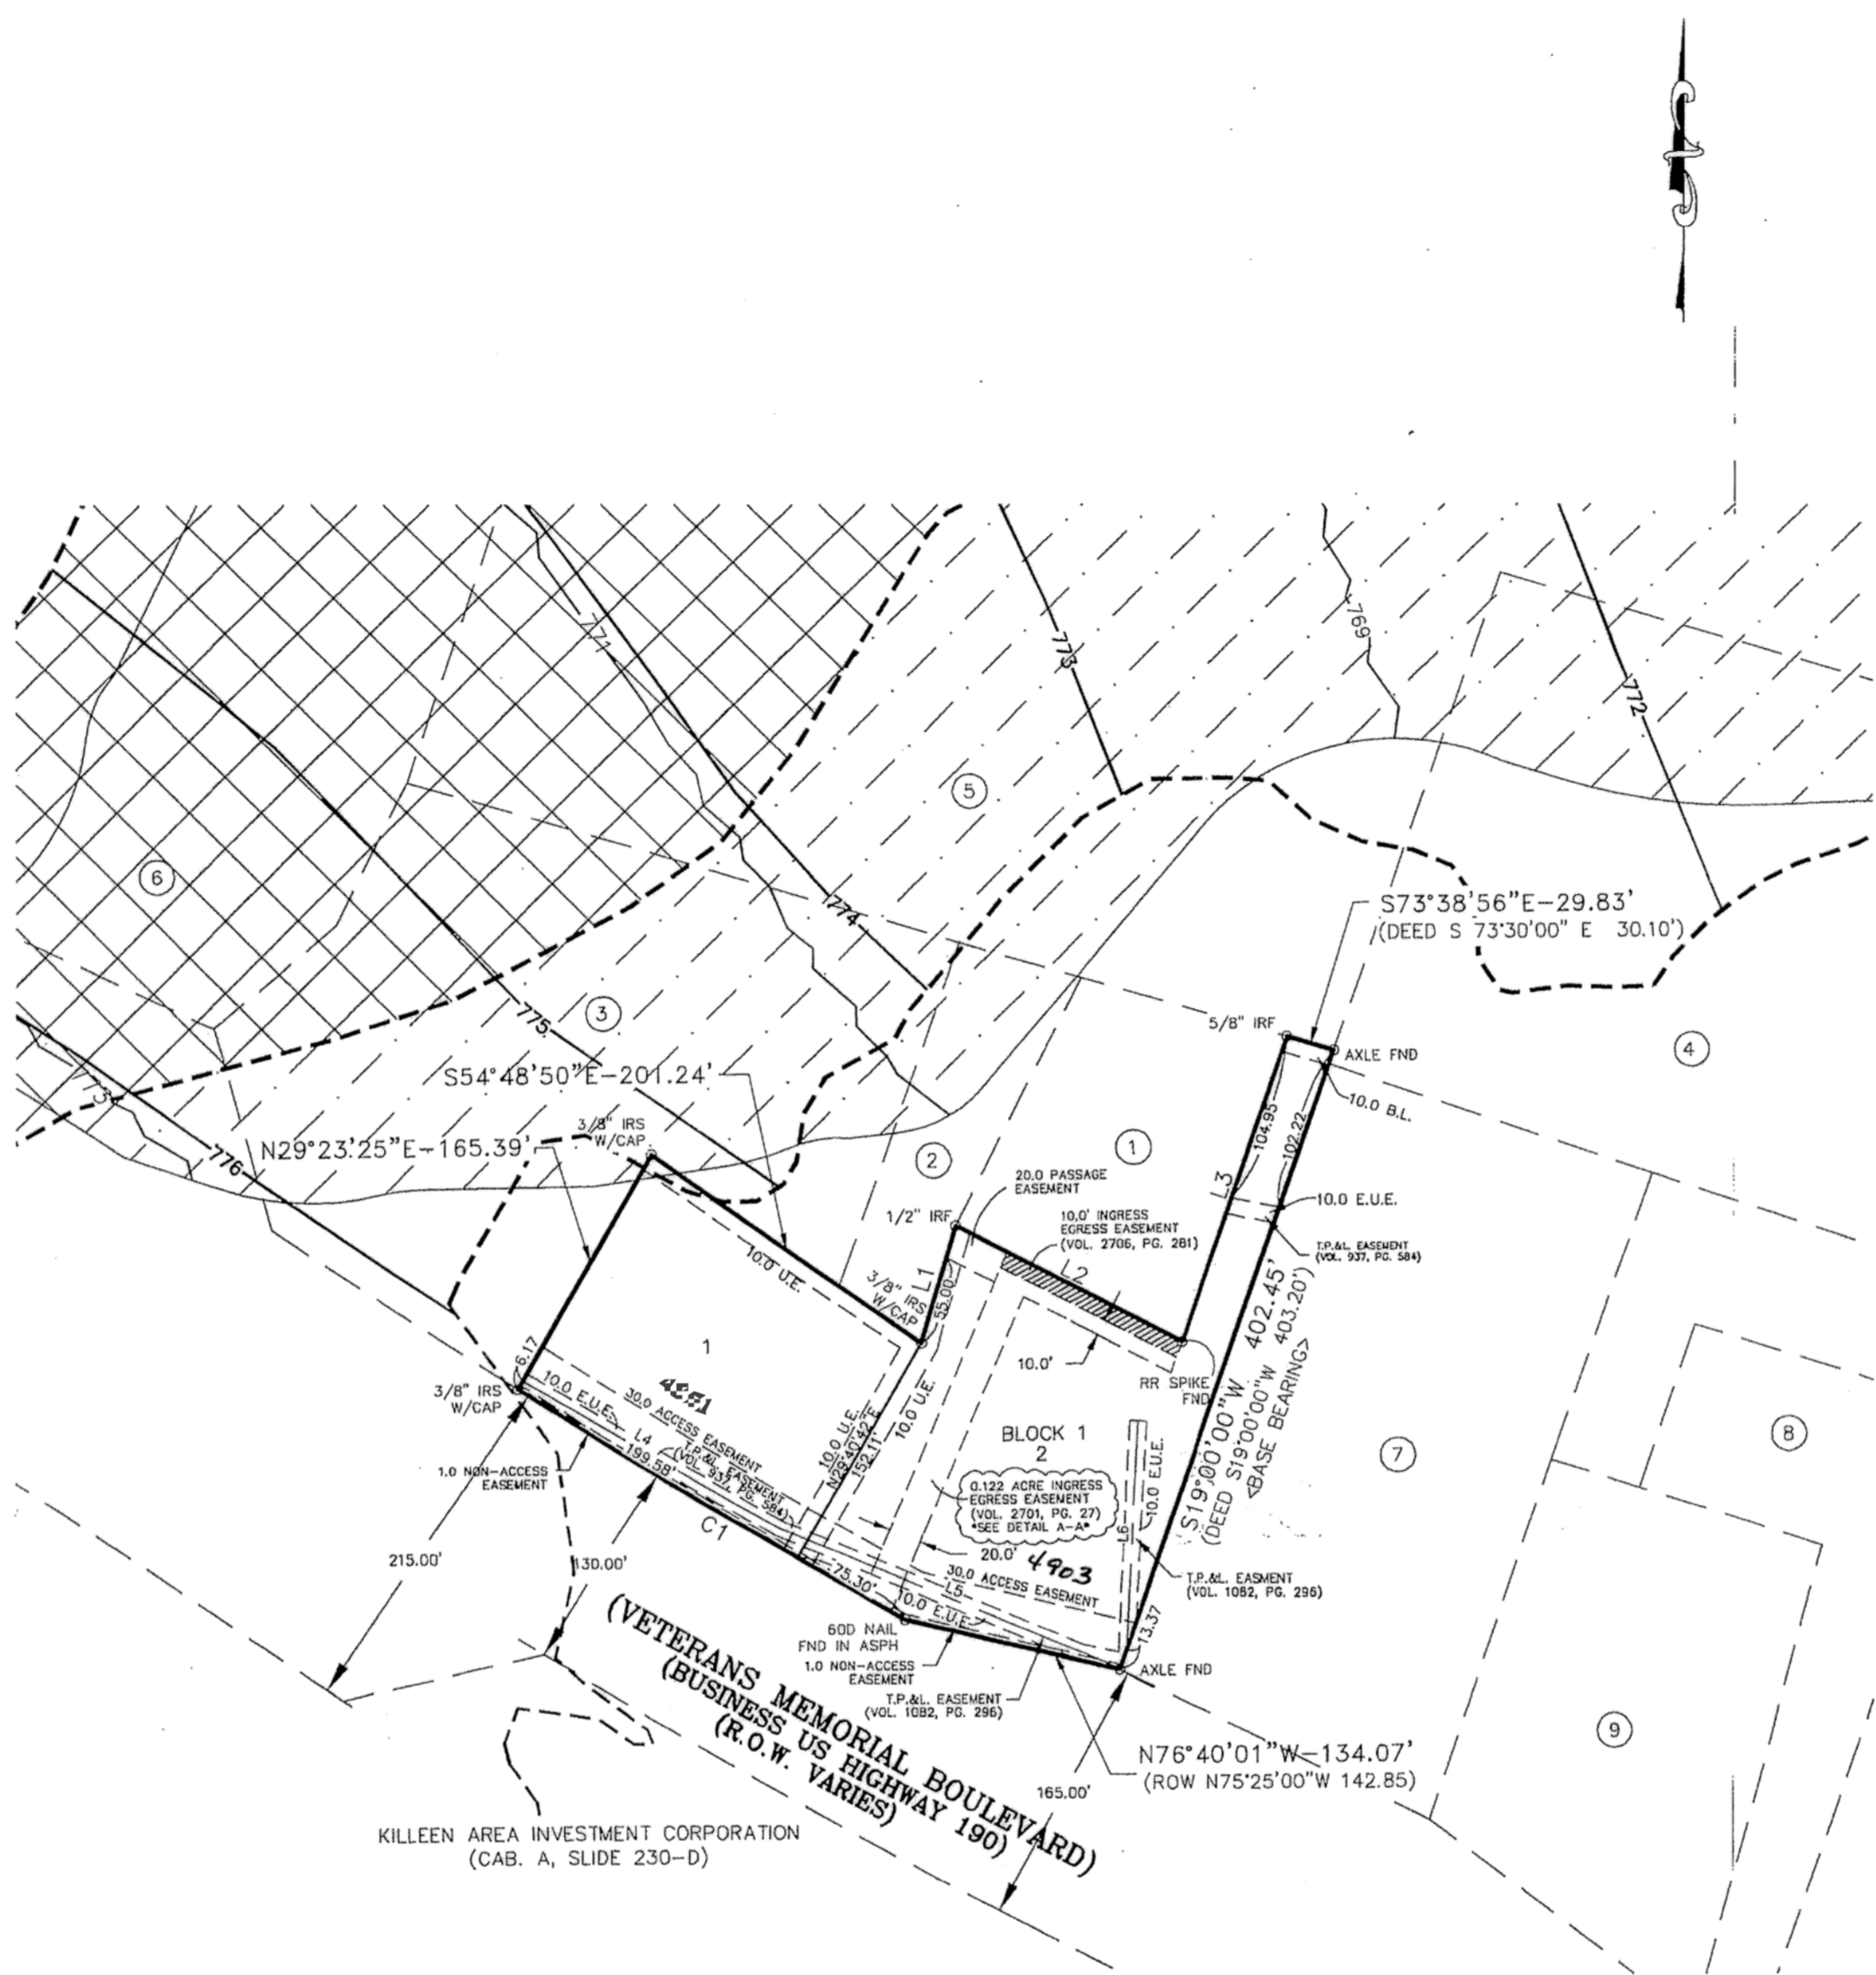 771
773
769
772
5
6
774
S73°38'56"E-29.83'
(DEED S 73°30'00" E 30.10')
3
775
5/8" IRF
AXLE FND
4
S54°48'50"E-201.24'
10.0 B.L.
3/8" IRS
W/CAP
N29°23'25"E-165.39'
776
2
1
104.95
102.22
20.0 PASSAGE
EASEMENT
L3
10.0 E.U.E.
1/2" IRF
10.0' INGRESS
EGRESS EASEMENT
(VOL. 2706, PG. 281)
T.P.&L. EASEMENT
(VOL. 937, PG. 584)
10.0 U.E.
L1
L2
55.00
3/8" IRS
W/CAP
1
10.0'
RR SPIKE
FND
S19°00'00"W 402.45'
(DEED S19°00'00"W 403.20')
<BASE BEARING>
6.17
3/8" IRS
W/CAP
10.0 E.U.E.
30.0 ACCESS EASEMENT
L4
T.P.&L. EASEMENT
(VOL. 937, PG. 584)
199.58'
10.0 U.E.
N29°40'42"E
152.11'
10.0 U.E.
BLOCK 1
2
0.122 ACRE INGRESS
EGRESS EASEMENT
(VOL. 2701, PG. 27)
*SEE DETAIL A-A*
10.0 E.U.E.
L6
7
8
1.0 NON-ACCESS
EASEMENT
C1
215.00'
130.00'
20.0'
4903
30.0 ACCESS EASEMENT
L5
75.30'
10.0 E.U.E.
T.P.&L. EASMENT
(VOL. 1082, PG. 296)
13.37
60D NAIL
FND IN ASPH
1.0 NON-ACCESS
EASEMENT
AXLE FND
T.P.&L. EASEMENT
(VOL. 1082, PG. 296)
(VETERANS MEMORIAL BOULEVARD)
(BUSINESS US HIGHWAY 190)
(R.O.W. VARIES)
9
N76°40'01"W-134.07'
(ROW N75°25'00"W 142.85)
165.00'
KILLEEN AREA INVESTMENT CORPORATION
(CAB. A, SLIDE 230-D)